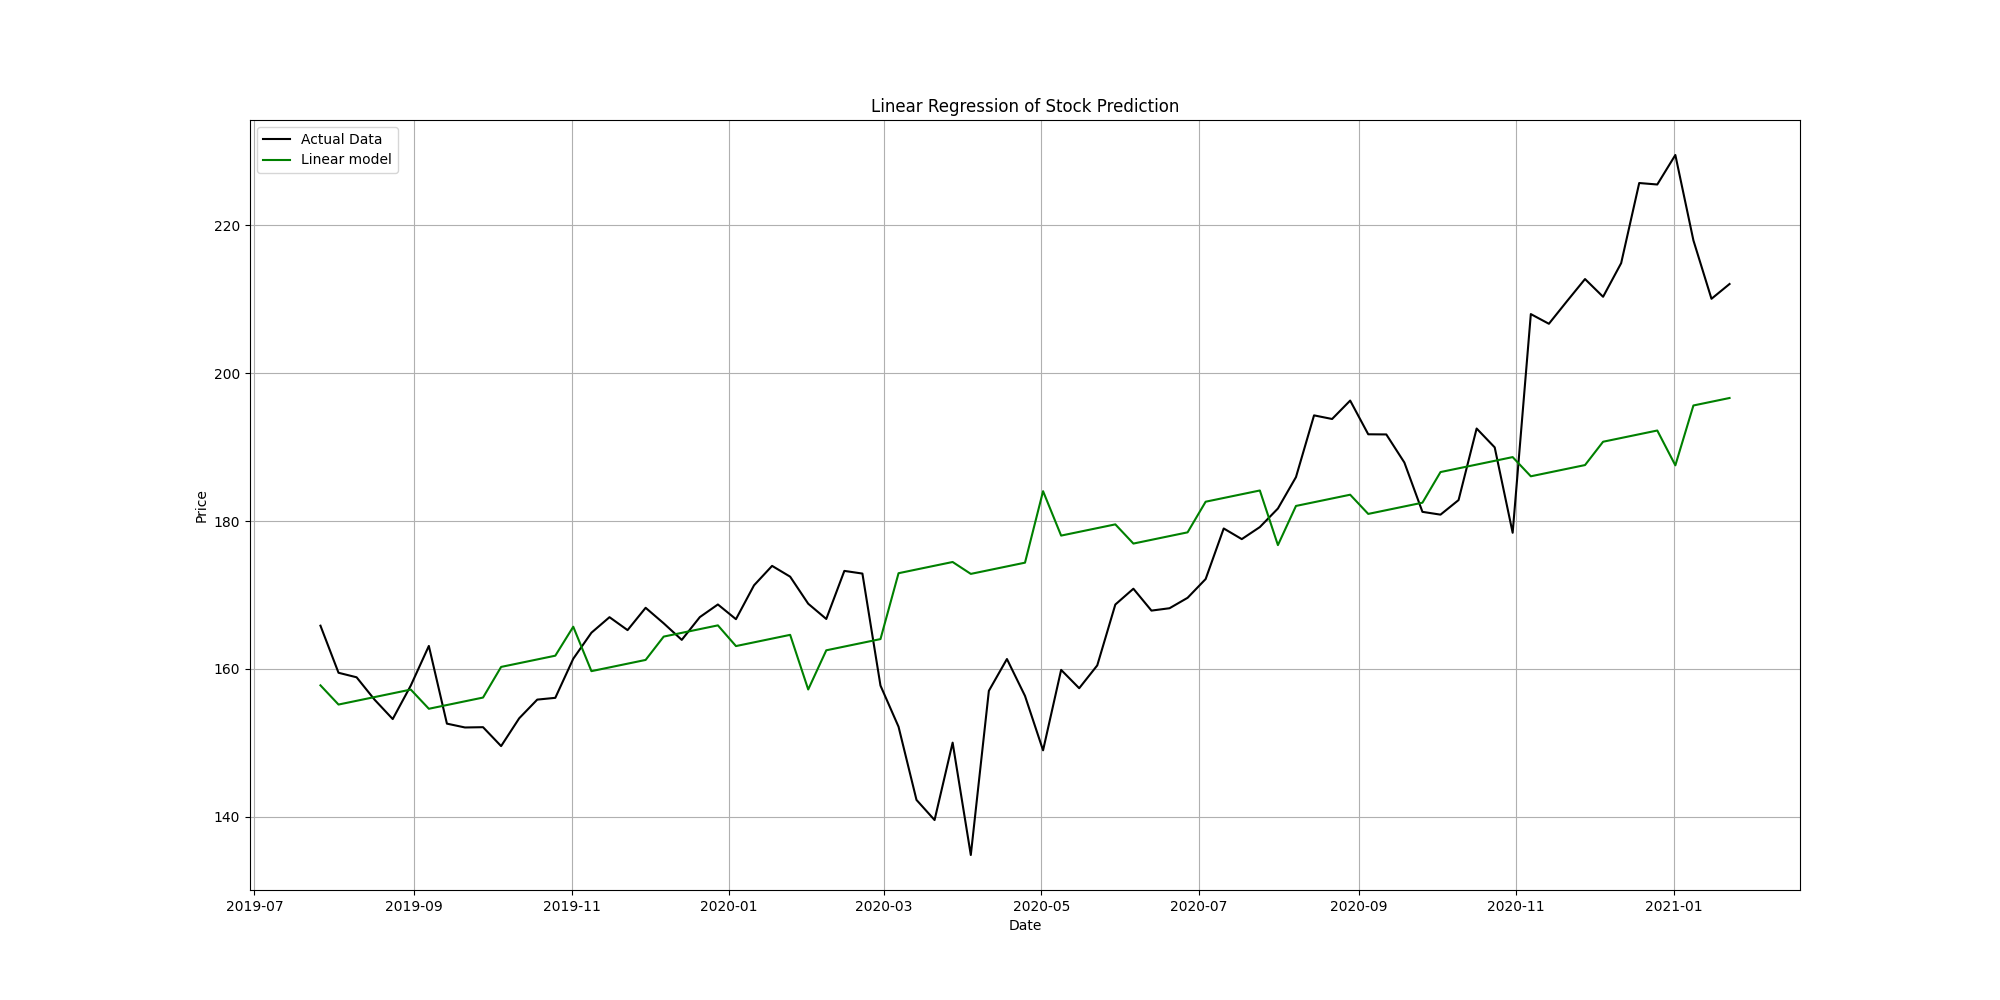 Linear Regression of Stock Prediction
Actual Data
Linear model
220
200
180
160
140
Price
2019-07 2019-09 2019-11 2020-01 2020-03 2020-05 2020-07 2020-09 2020-11 2021-01
Date